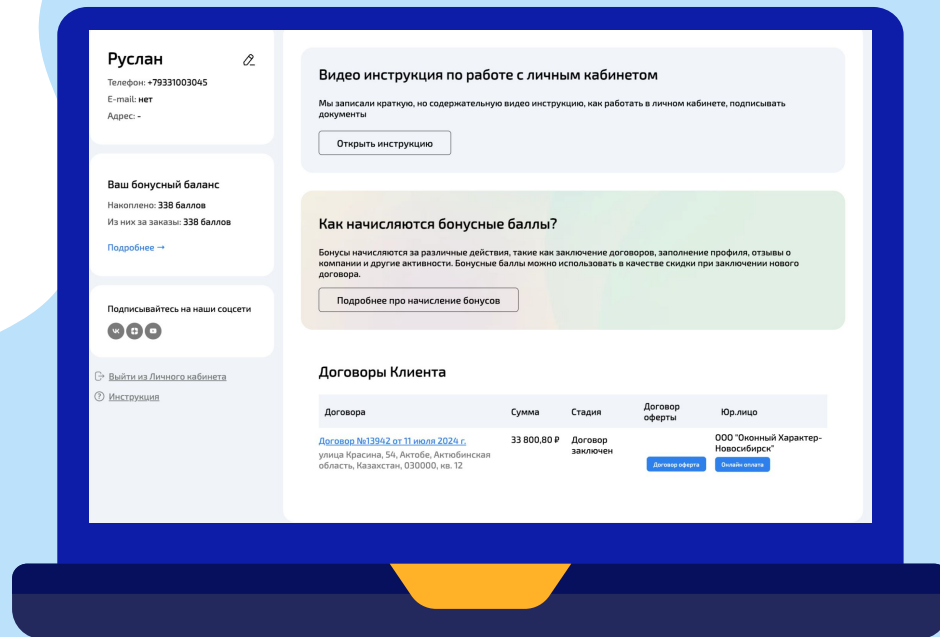 Руслан
Телефон: +79331003045
E-mail: нет
Адрес: -
Ваш бонусный баланс
Накоплено: 338 баллов
Из них за заказы: 338 баллов
Подробнее →
Подписывайтесь на наши соцсети
Выйти из Личного кабинета
Инструкция
Видео инструкция по работе с личным кабинетом
Мы записали краткую, но содержательную видео инструкцию, как работать в личном кабинете, подписывать
документы
Открыть инструкцию
Как начисляются бонусные баллы?
Бонусы начисляются за различные действия, такие как заключение договоров, заполнение профиля, отзывы о
компании и другие активности. Бонусные баллы можно использовать в качестве скидки при заключении нового
договора.
Подробнее про начисление бонусов
Договоры Клиента
Договора Сумма Стадия Договор оферты Юр.лицо
Договор №13942 от 11 июля 2024 г. 33 800,80 ₽ Договор заключен ООО "Оконный Характер-Новосибирск"
улица Красина, 54, Актобе, Актюбинская
область, Казахстан, 030000, кв. 12
Договор оферта Онлайн оплата